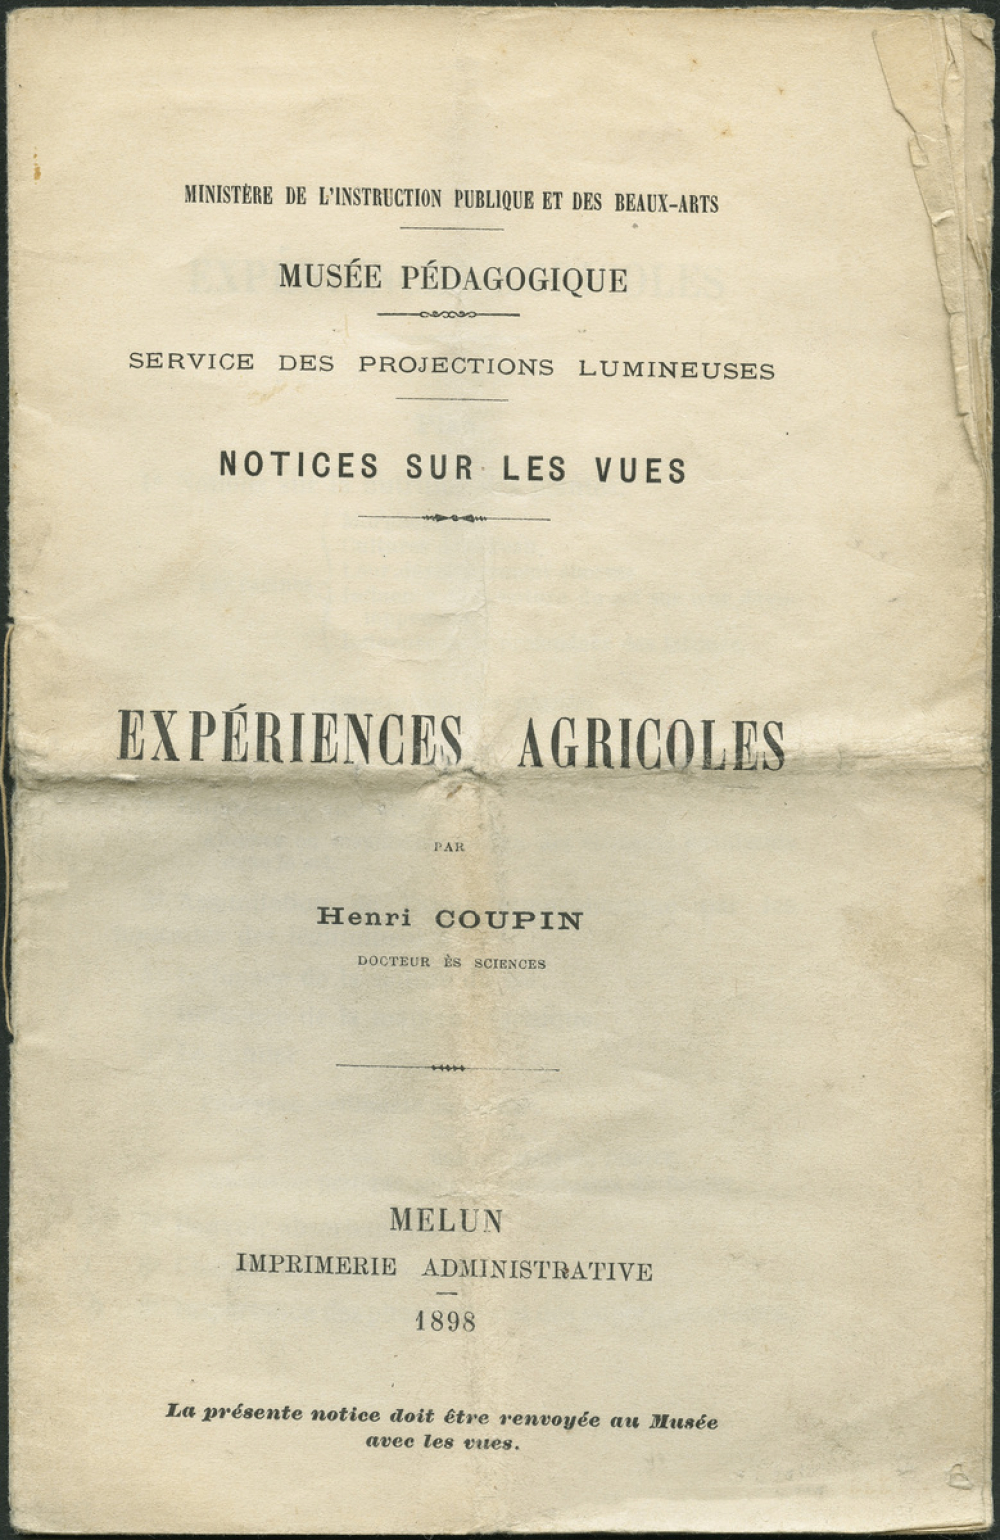 MINISTÈRE DE L'INSTRUCTION PUBLIQUE ET DES BEAUX-ARTS
MUSÉE PÉDAGOGIQUE
SERVICE DES PROJECTIONS LUMINEUSES
NOTICES SUR LES VUES
EXPÉRIENCES AGRICOLES
PAR
Henri COUPIN
DOCTEUR ÈS SCIENCES
MELUN
IMPRIMERIE ADMINISTRATIVE
1898
La présente notice doit être renvoyée au Musée
avec les vues.